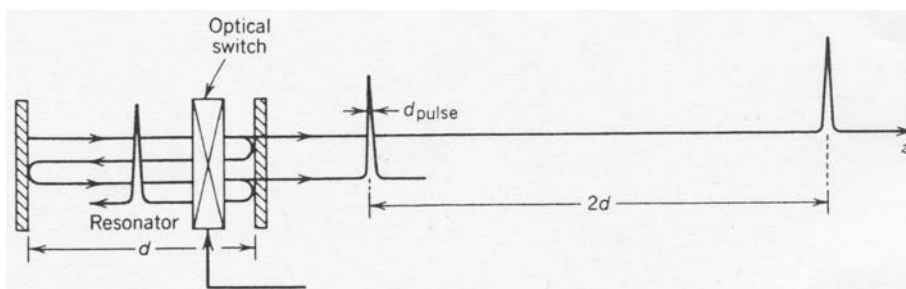 Optical
switch
d_pulse
z
Resonator
2d
d